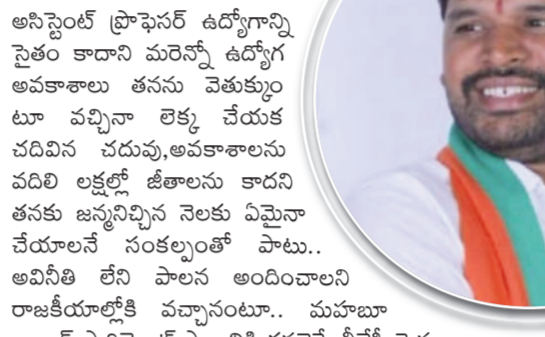 అసిస్టెంట్ ప్రొఫెసర్ ఉద్యోగాన్ని
సైతం కాదాని మరెన్నో ఉద్యోగ
అవకాశాలు తనను వెతుక్కుం
టూ వచ్చినా లెక్క చేయక
చదివిన చదువు,అవకాశాలను
వదిలి లక్షల్లో జీతాలను కాదని
తనకు జన్మనిచ్చిన నెలకు ఏమైనా
చేయాలనే సంకల్పంతో పాటు..
అవినీతి లేని పాలన అందించాలని
రాజకీయాల్లోకి వచ్చానంటూ.. మహబూ